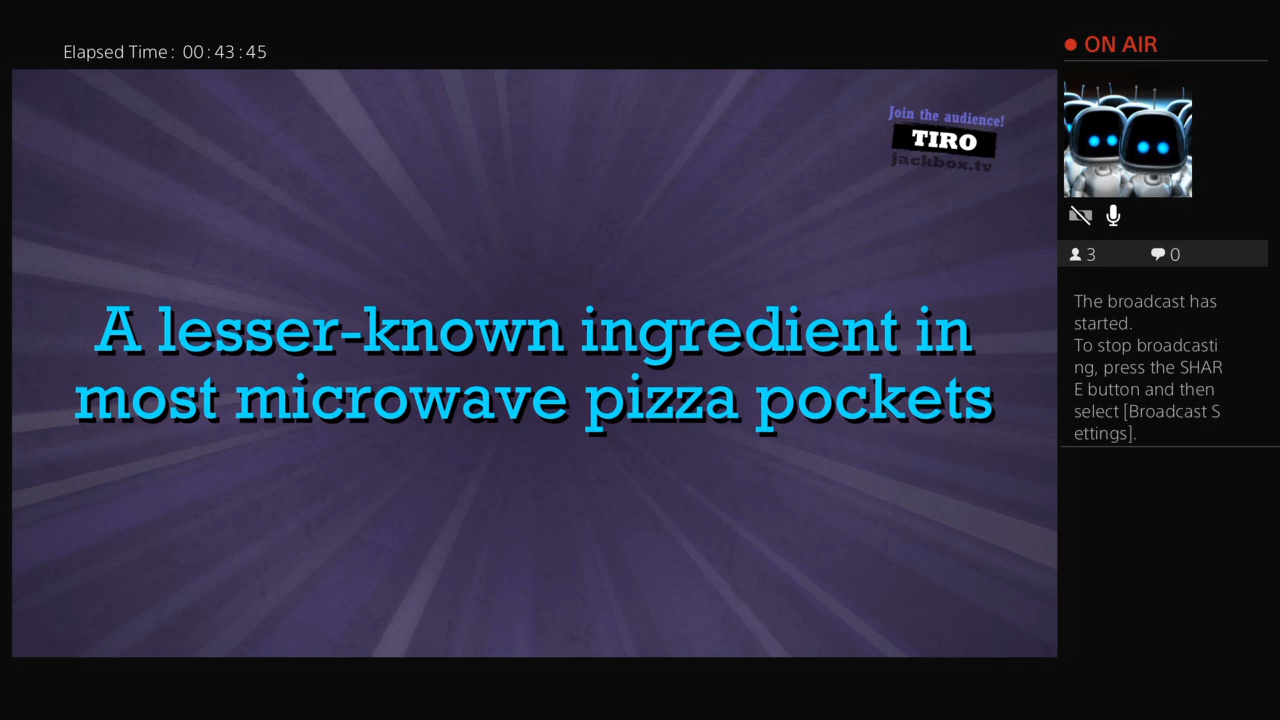 Elapsed Time: 00:43:45
ON AIR
Join the audience!
TIRO
jackbox.tv
A lesser-known ingredient in
most microwave pizza pockets
3
0
The broadcast has
started.
To stop broadcasti
ng, press the SHAR
E button and then
select [Broadcast S
ettings].